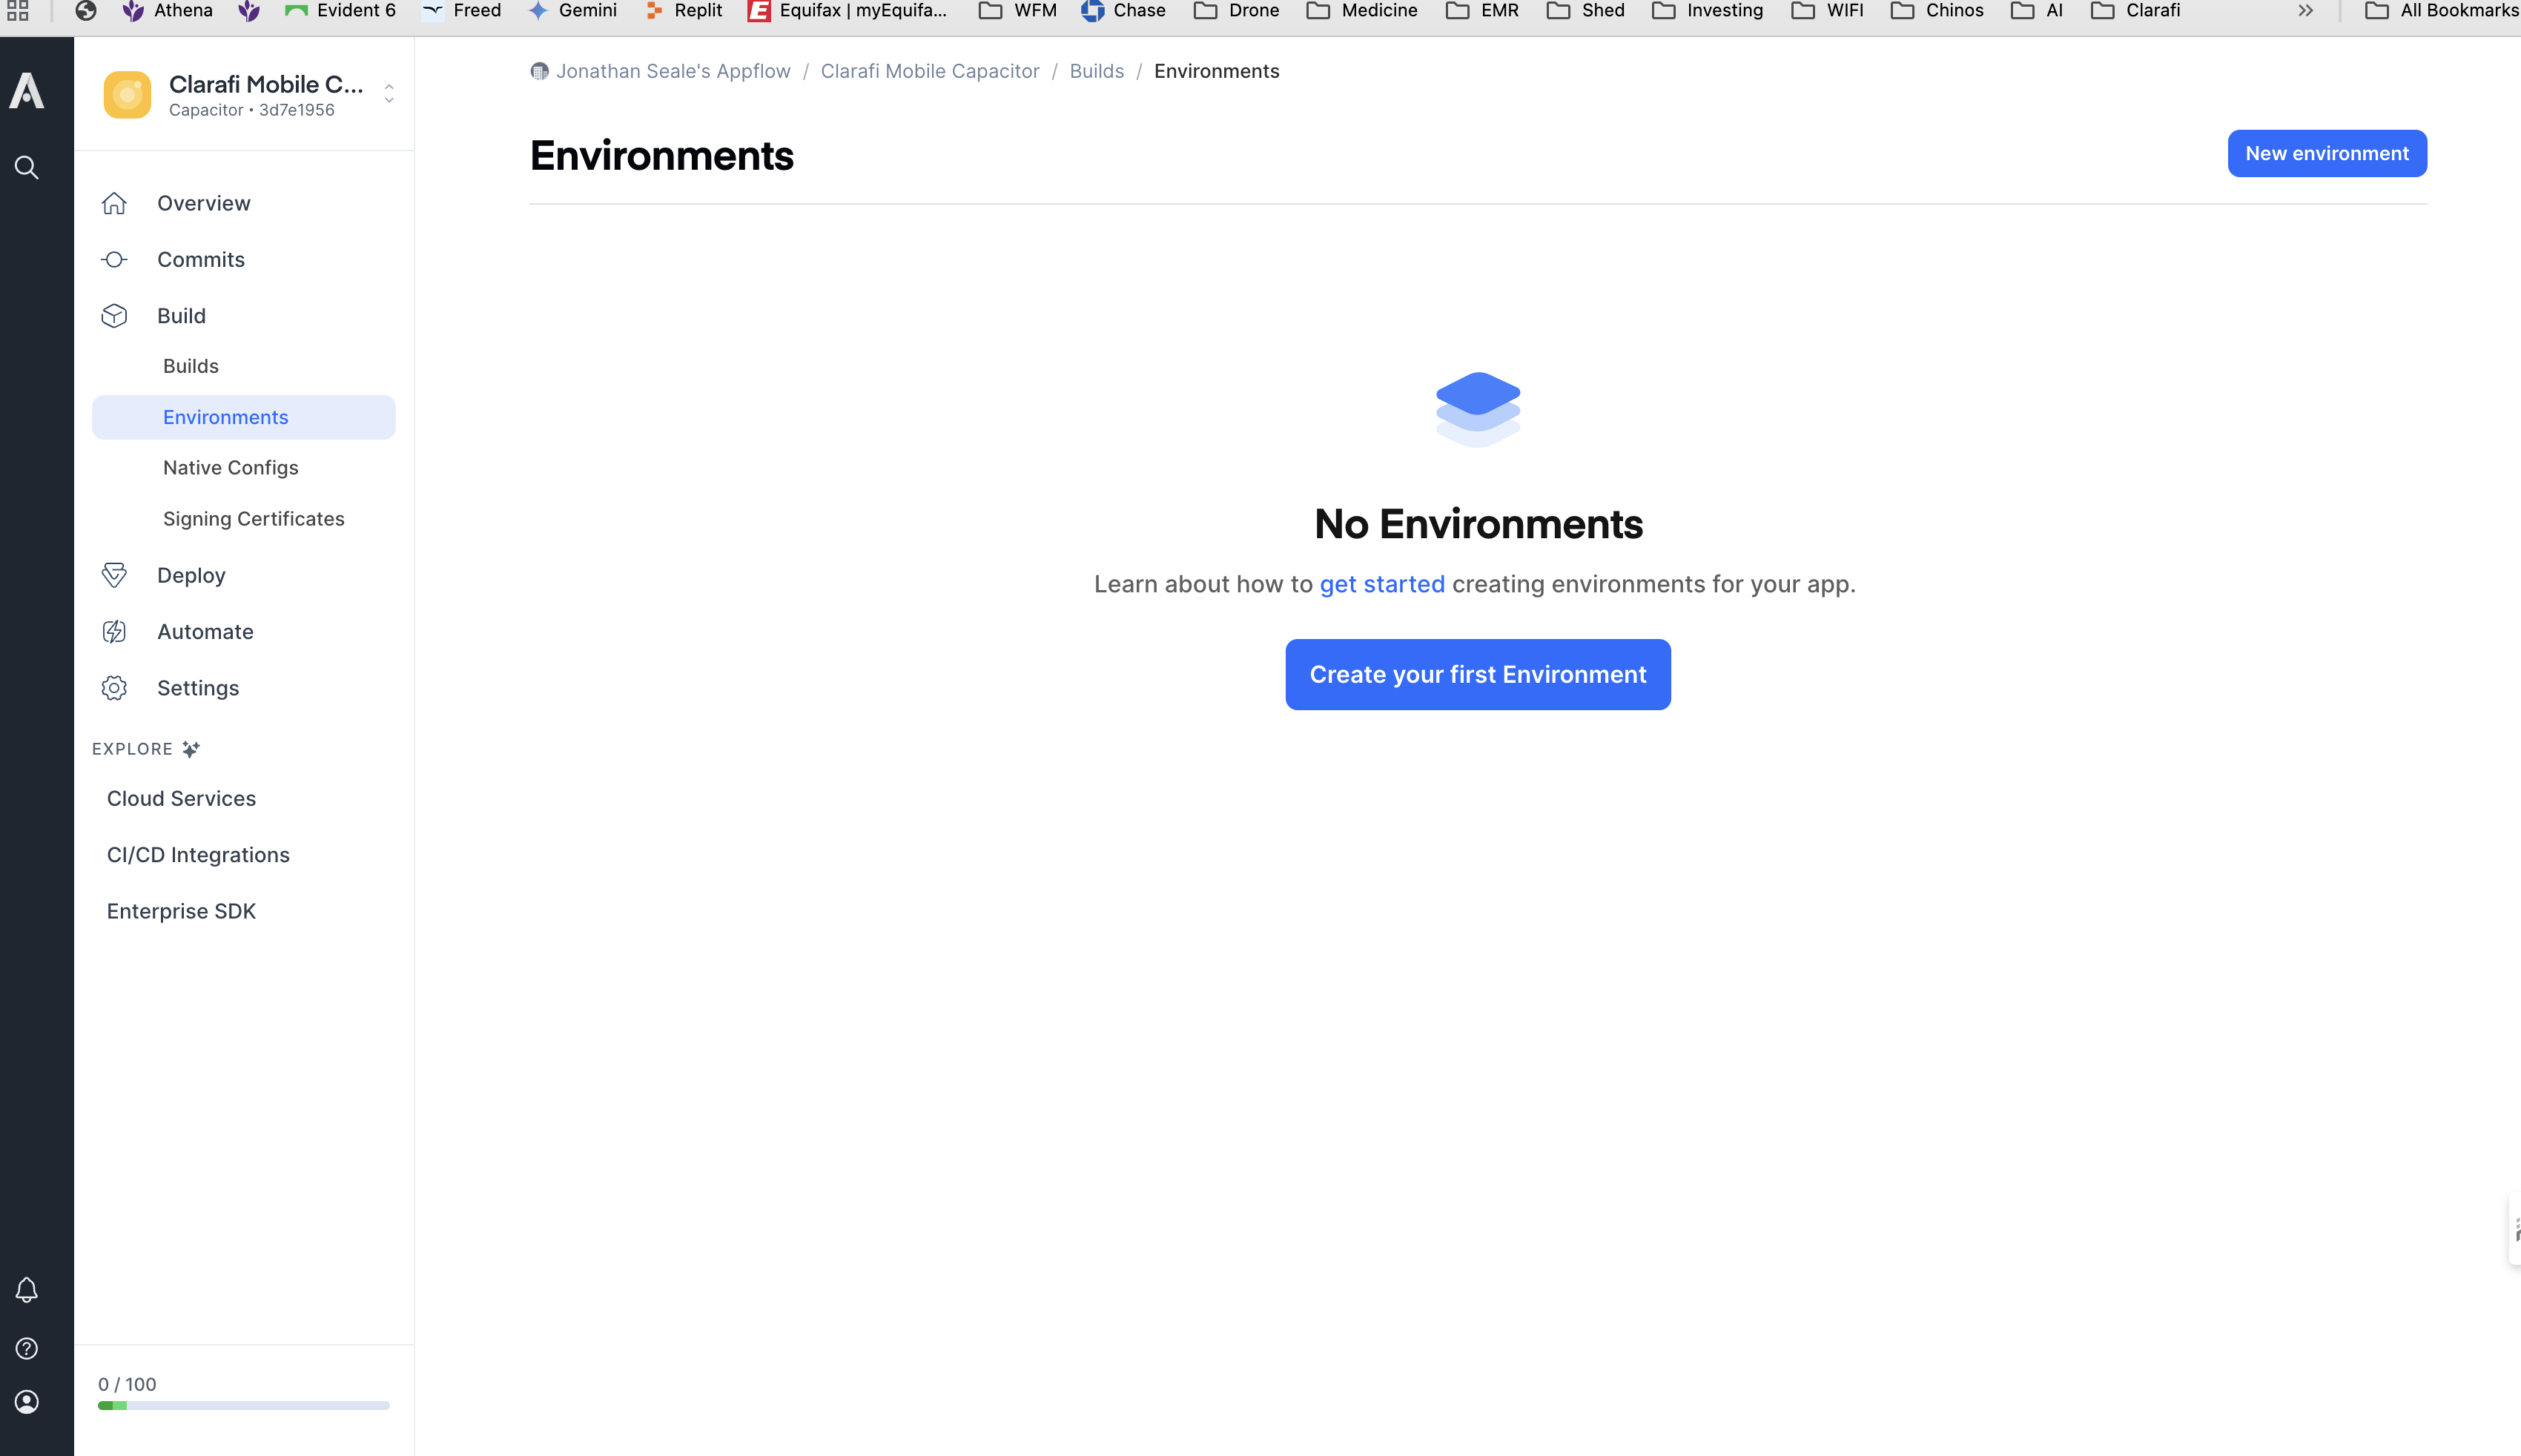 Athena Evident 6 Freed Gemini Replit Equifax | myEquifa... WFM Chase Drone Medicine EMR Shed Investing WIFI Chinos AI Clarafi » All Bookmarks
Clarafi Mobile C...
Capacitor • 3d7e1956
Overview
Commits
Build
Builds
Environments
Native Configs
Signing Certificates
Deploy
Automate
Settings
EXPLORE
Cloud Services
CI/CD Integrations
Enterprise SDK
0 / 100
Jonathan Seale's Appflow / Clarafi Mobile Capacitor / Builds / Environments
Environments
New environment
No Environments
Learn about how to get started creating environments for your app.
Create your first Environment